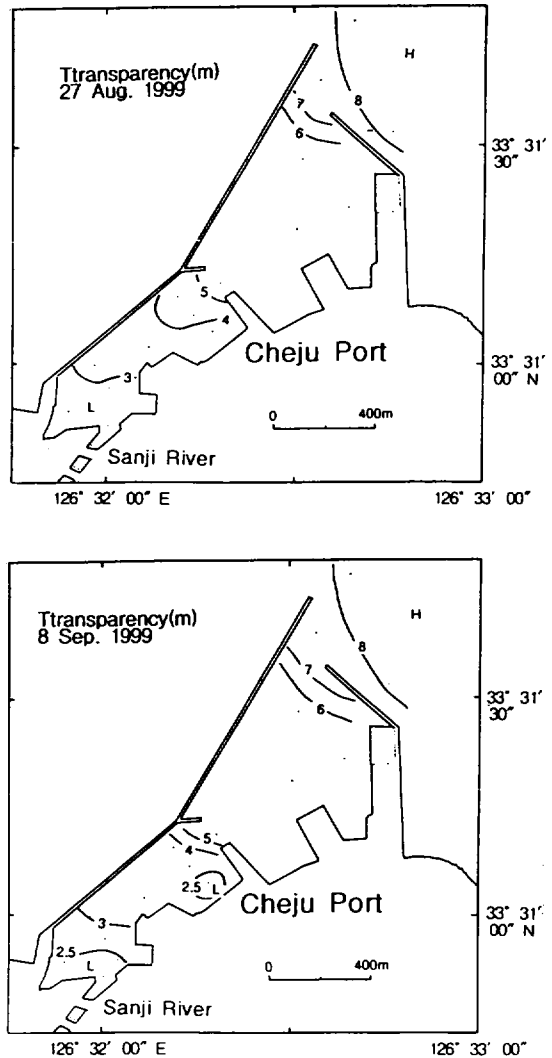 Ttransparency(m)
27 Aug. 1999
H
8
7
6
33° 31′
30″
5
4
Cheju Port
3
33° 31′
00″ N
L
0 400m
Sanji River
126° 32′ 00″ E
126° 33′ 00″
Ttransparency(m)
8 Sep. 1999
H
8
7
6
33° 31′
30″
5
4
2.5 L
Cheju Port
3
33° 31′
00″ N
2.5
L
0 400m
Sanji River
126° 32′ 00″ E
126° 33′ 00″